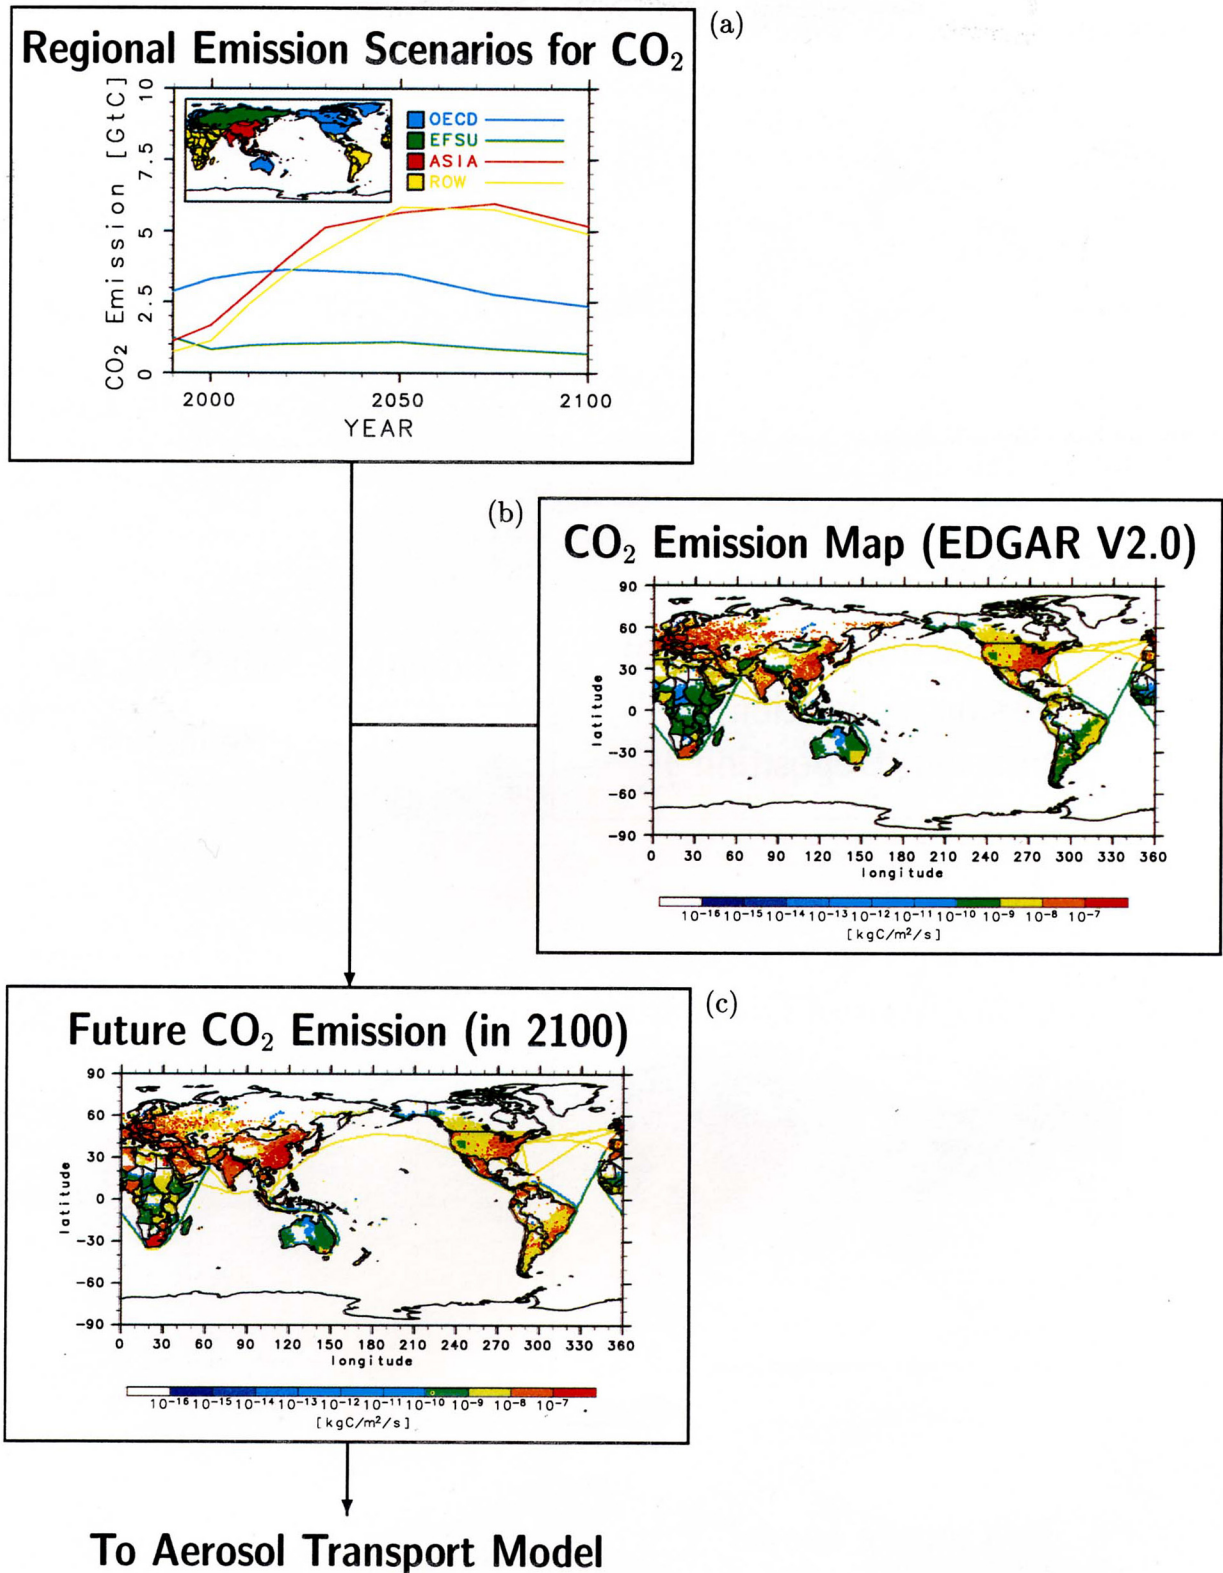 (a)
Regional Emission Scenarios for CO₂
CO₂ Emission [GtC]
10
7.5
5
2.5
0
OECD
EFSU
ASIA
ROW
2000 2050 2100
YEAR
(b)
CO₂ Emission Map (EDGAR V2.0)
latitude
90
60
30
0
-30
-60
-90
0 30 60 90 120 150 180 210 240 270 300 330 360
longitude
10⁻¹⁶ 10⁻¹⁵ 10⁻¹⁴ 10⁻¹³ 10⁻¹² 10⁻¹¹ 10⁻¹⁰ 10⁻⁹ 10⁻⁸ 10⁻⁷
[kgC/m²/s]
(c)
Future CO₂ Emission (in 2100)
latitude
90
60
30
0
-30
-60
-90
0 30 60 90 120 150 180 210 240 270 300 330 360
longitude
10⁻¹⁶ 10⁻¹⁵ 10⁻¹⁴ 10⁻¹³ 10⁻¹² 10⁻¹¹ 10⁻¹⁰ 10⁻⁹ 10⁻⁸ 10⁻⁷
[kgC/m²/s]
To Aerosol Transport Model